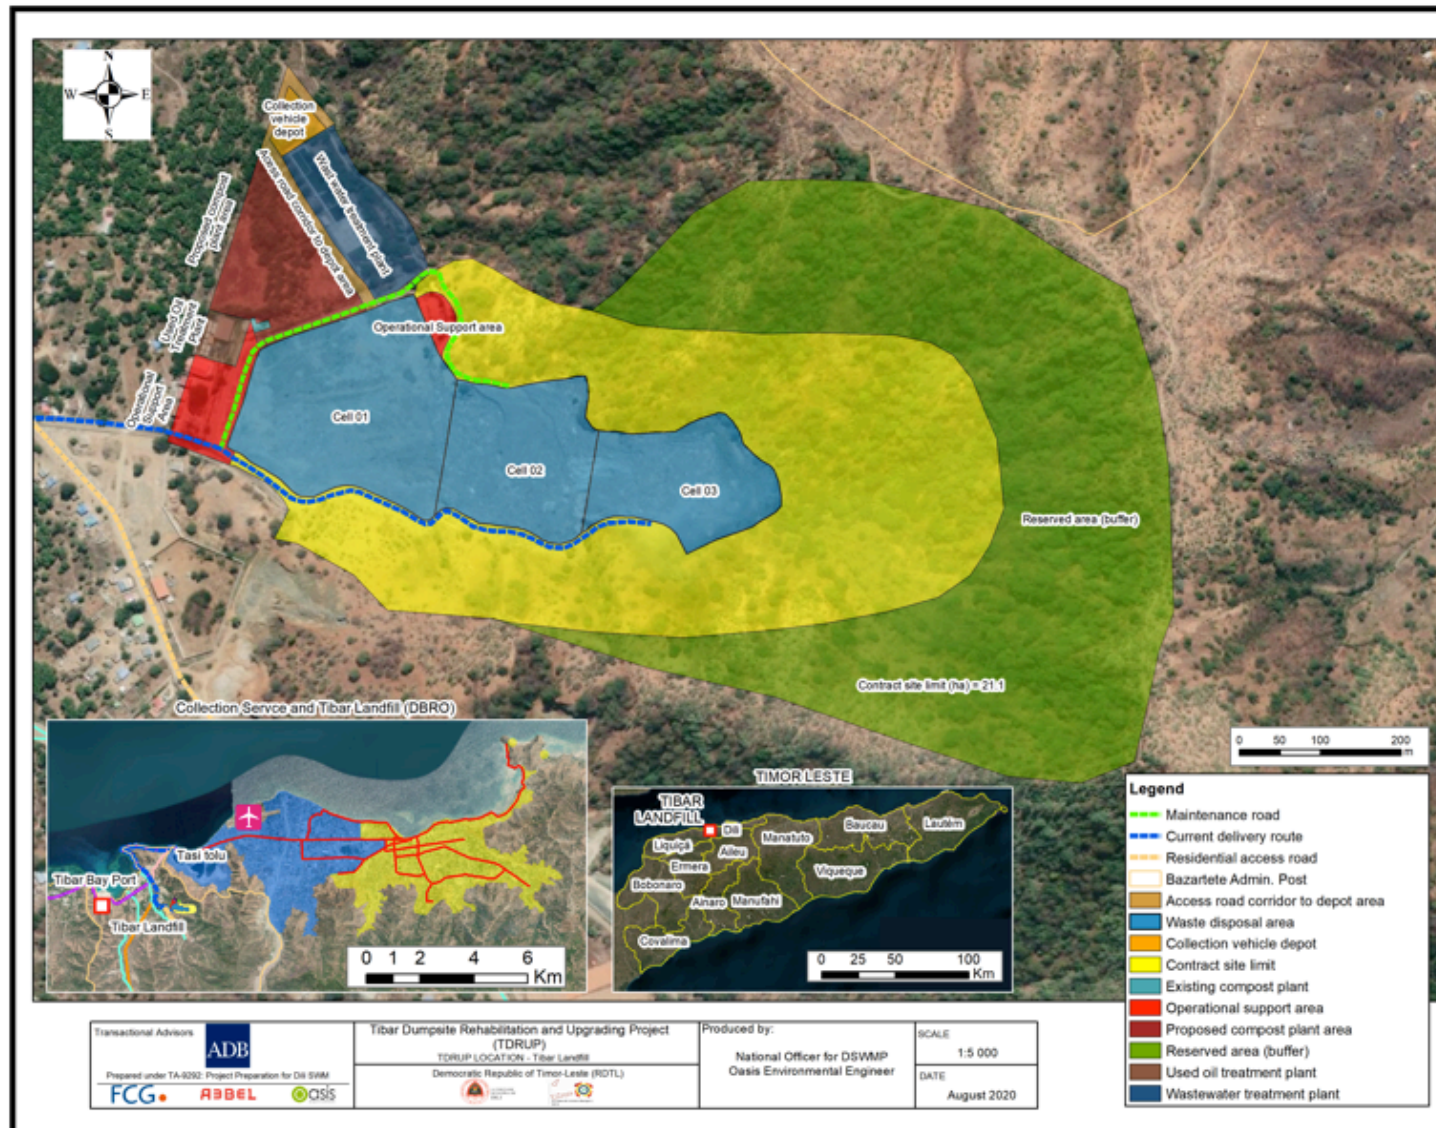 N
W E
S
Collection
vehicle
depot
Wast water treatment plant
Acess road corridor to depot area
Proposed compost
plant area
Used Oil
Treatment
Plant
Operational
Support
Area
Operational Support area
Cell 01
Cell 02
Cell 03
Reserved area (buffer)
Contract site limit (ha) = 21.1
0 50 100 200
m
Collection Servce and Tibar Landfill (DBRO)
Tasi tolu
Tibar Bay Port
Tibar Landfill
0 1 2 4 6
Km
TIMOR LESTE
TIBAR
LANDFILL
Dili
Liquiçá
Aileu
Manatuto
Baucau
Lautém
Ermera
Bobonaro
Viqueque
Ainaro
Manufahi
Covalima
0 25 50 100
Km
Legend
Maintenance road
Current delivery route
Residential access road
Bazartete Admin. Post
Access road corridor to depot area
Waste disposal area
Collection vehicle depot
Contract site limit
Existing compost plant
Operational support area
Proposed compost plant area
Reserved area (buffer)
Used oil treatment plant
Wastewater treatment plant
Transactional Advisors
ADB
Prepared under TA-9292: Project Preparation for Dili SWM
FCG
ABBEL
Oasis
Tibar Dumpsite Rehabilitation and Upgrading Project
(TDRUP)
TDRUP LOCATION - Tibar Landfill
Democratic Republic of Timor-Leste (RDTL)
Produced by:
National Officer for DSWMP
Oasis Environmental Engineer
SCALE
1:5 000
DATE
August 2020